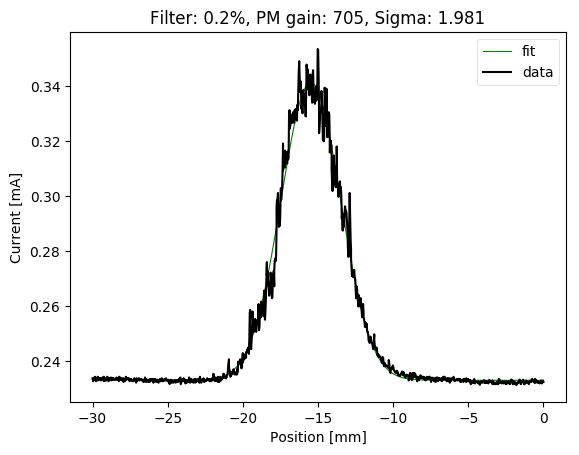 Filter: 0.2%, PM gain: 705, Sigma: 1.981
fit
data
Current [mA]
0.34
0.32
0.30
0.28
0.26
0.24
−30 −25 −20 −15 −10 −5 0
Position [mm]